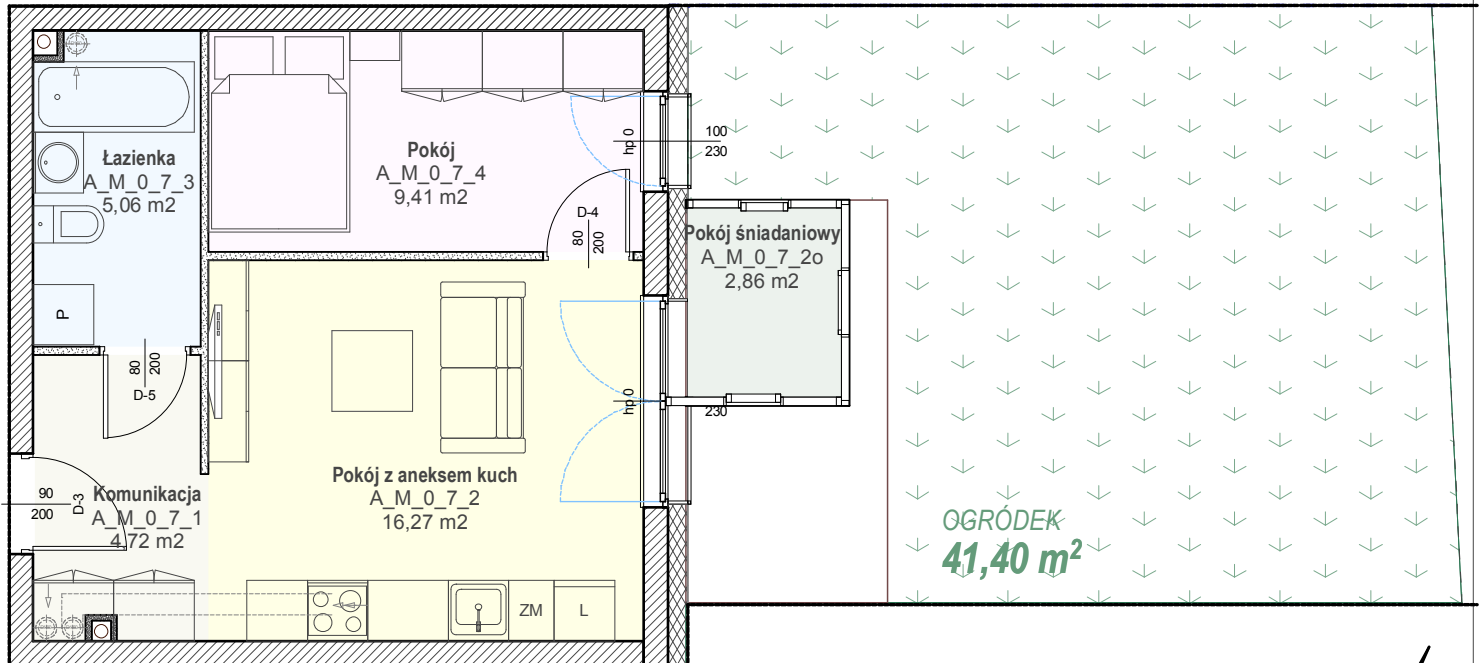 Łazienka
A_M_0_7_3
5,06 m2
Pokój
A_M_0_7_4
9,41 m2
hp 0
100
230
D-4
80
200
Pokój śniadaniowy
A_M_0_7_2o
2,86 m2
P
80
200
D-5
hp 0
230
90
200
D-3
Komunikacja
A_M_0_7_1
4,72 m2
Pokój z aneksem kuch
A_M_0_7_2
16,27 m2
OGRÓDEK
41,40 m²
ZM
L